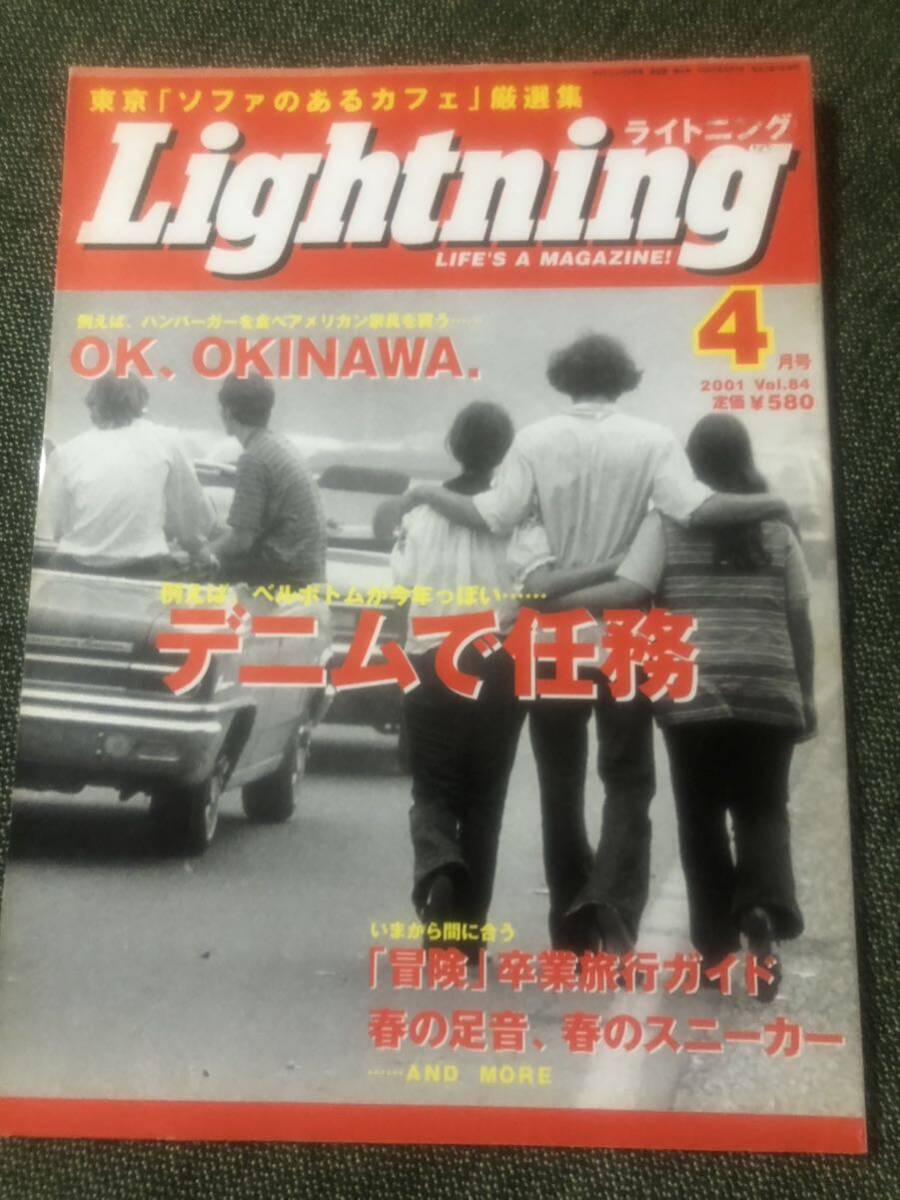 東京「ソファのあるカフェ」厳選集
Lightning
ライトニング
LIFE'S A MAGAZINE!
例えば、ハンバーガーを食べアメリカン家具を買う……
OK、OKINAWA.
4
月号
2001 Vol.84
定価¥580
例えば、ベルボトムが今年っぽい……
デニムで任務
いまから間に合う
「冒険」卒業旅行ガイド
春の足音、春のスニーカー
……AND MORE